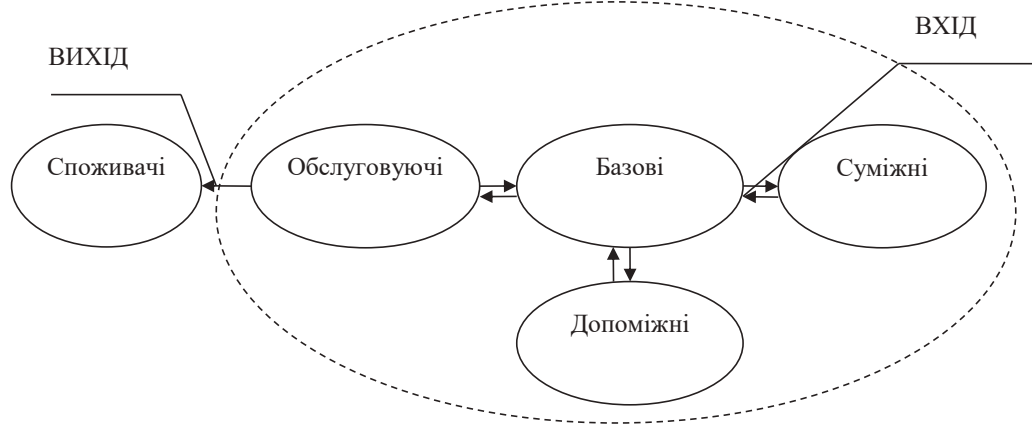 ВХІД
ВИХІД
Споживачі
Обслуговуючі
Базові
Суміжні
Допоміжні